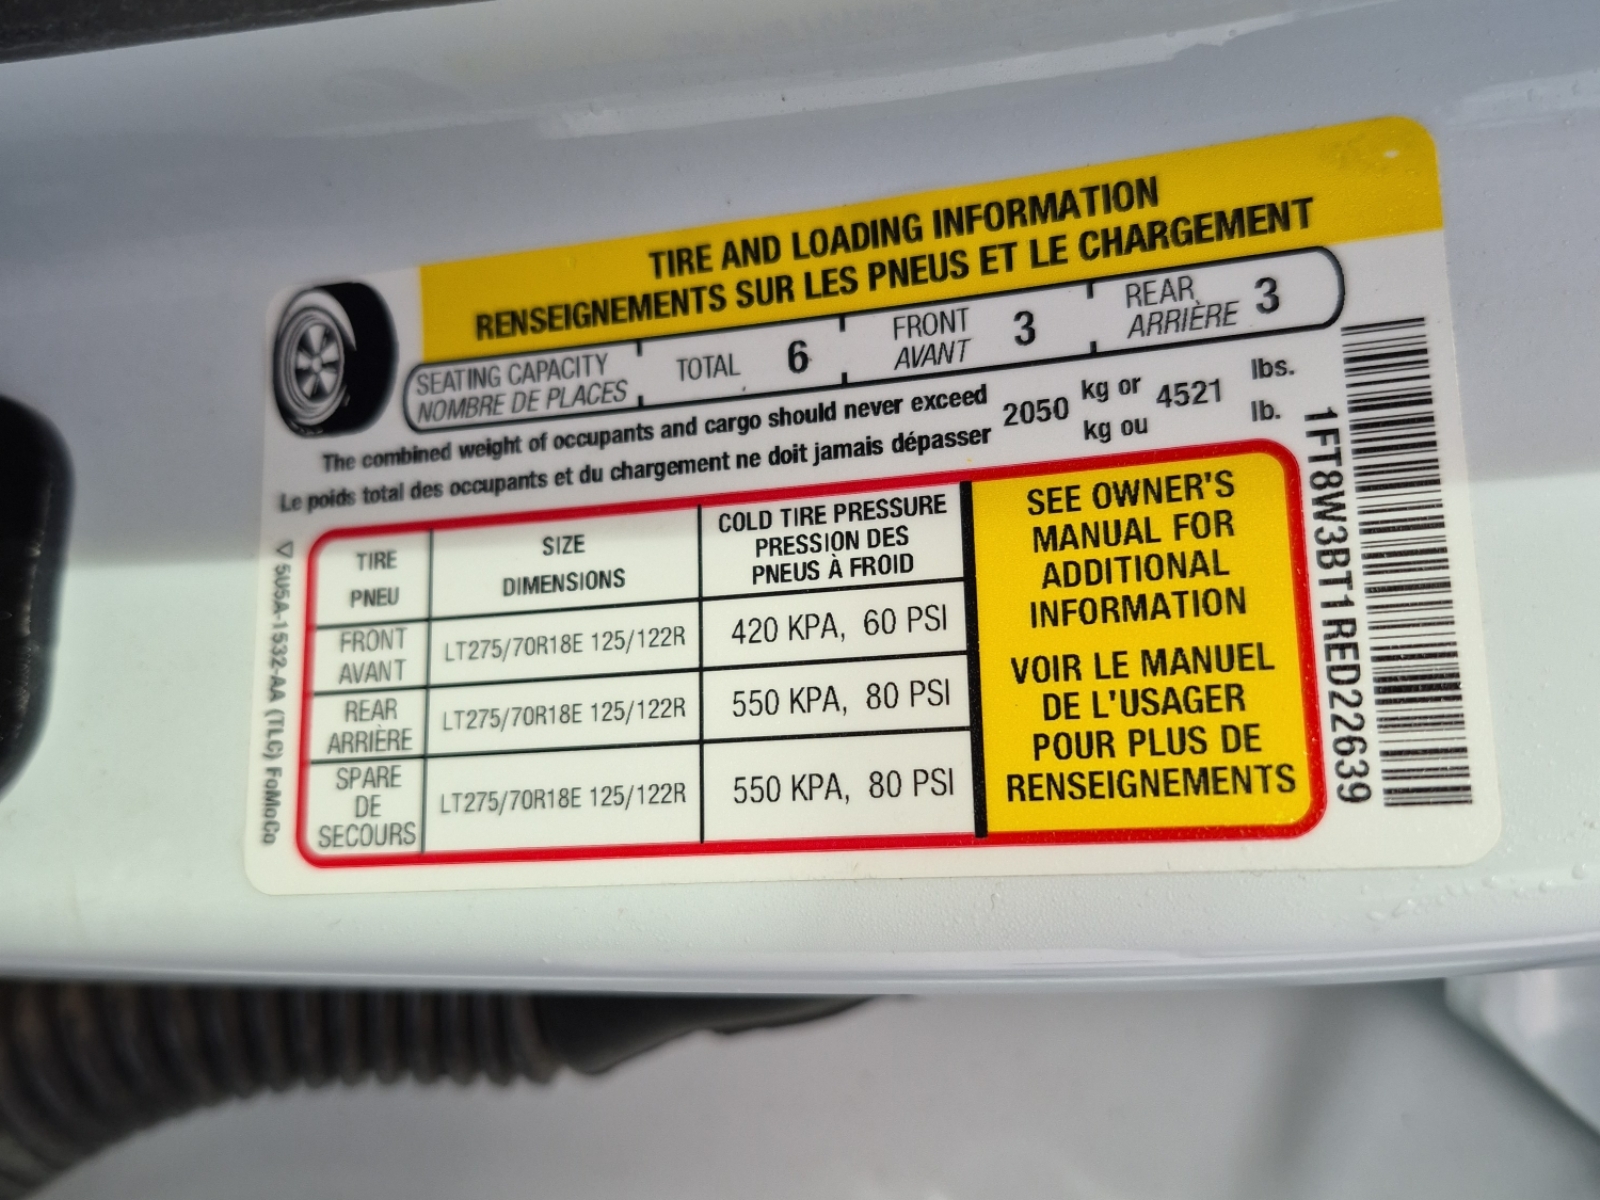 TIRE AND LOADING INFORMATION
RENSEIGNEMENTS SUR LES PNEUS ET LE CHARGEMENT
SEATING CAPACITY
NOMBRE DE PLACES
TOTAL 6
FRONT
AVANT
3
REAR
ARRIÈRE
3
The combined weight of occupants and cargo should never exceed
Le poids total des occupants et du chargement ne doit jamais dépasser
2050
kg or
kg ou
4521
lbs.
lb.
TIRE
PNEU
SIZE
DIMENSIONS
COLD TIRE PRESSURE
PRESSION DES
PNEUS À FROID
FRONT
AVANT
LT275/70R18E 125/122R
420 KPA, 60 PSI
REAR
ARRIÈRE
LT275/70R18E 125/122R
550 KPA, 80 PSI
SPARE
DE
SECOURS
LT275/70R18E 125/122R
550 KPA, 80 PSI
SEE OWNER'S
MANUAL FOR
ADDITIONAL
INFORMATION
VOIR LE MANUEL
DE L'USAGER
POUR PLUS DE
RENSEIGNEMENTS
1FT8W3BT1RED22639
5U5A-1532-AA (TLC) FoMoCo